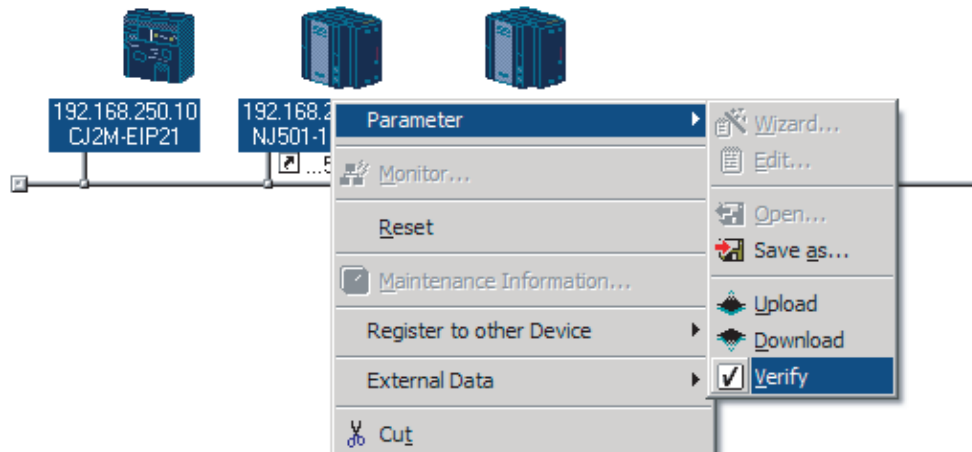 192.168.250.10
CJ2M-EIP21
192.168.2
NJ501-1
...5
Parameter
Monitor...
Reset
Maintenance Information...
Register to other Device
External Data
Cut
Wizard...
Edit...
Open...
Save as...
Upload
Download
Verify